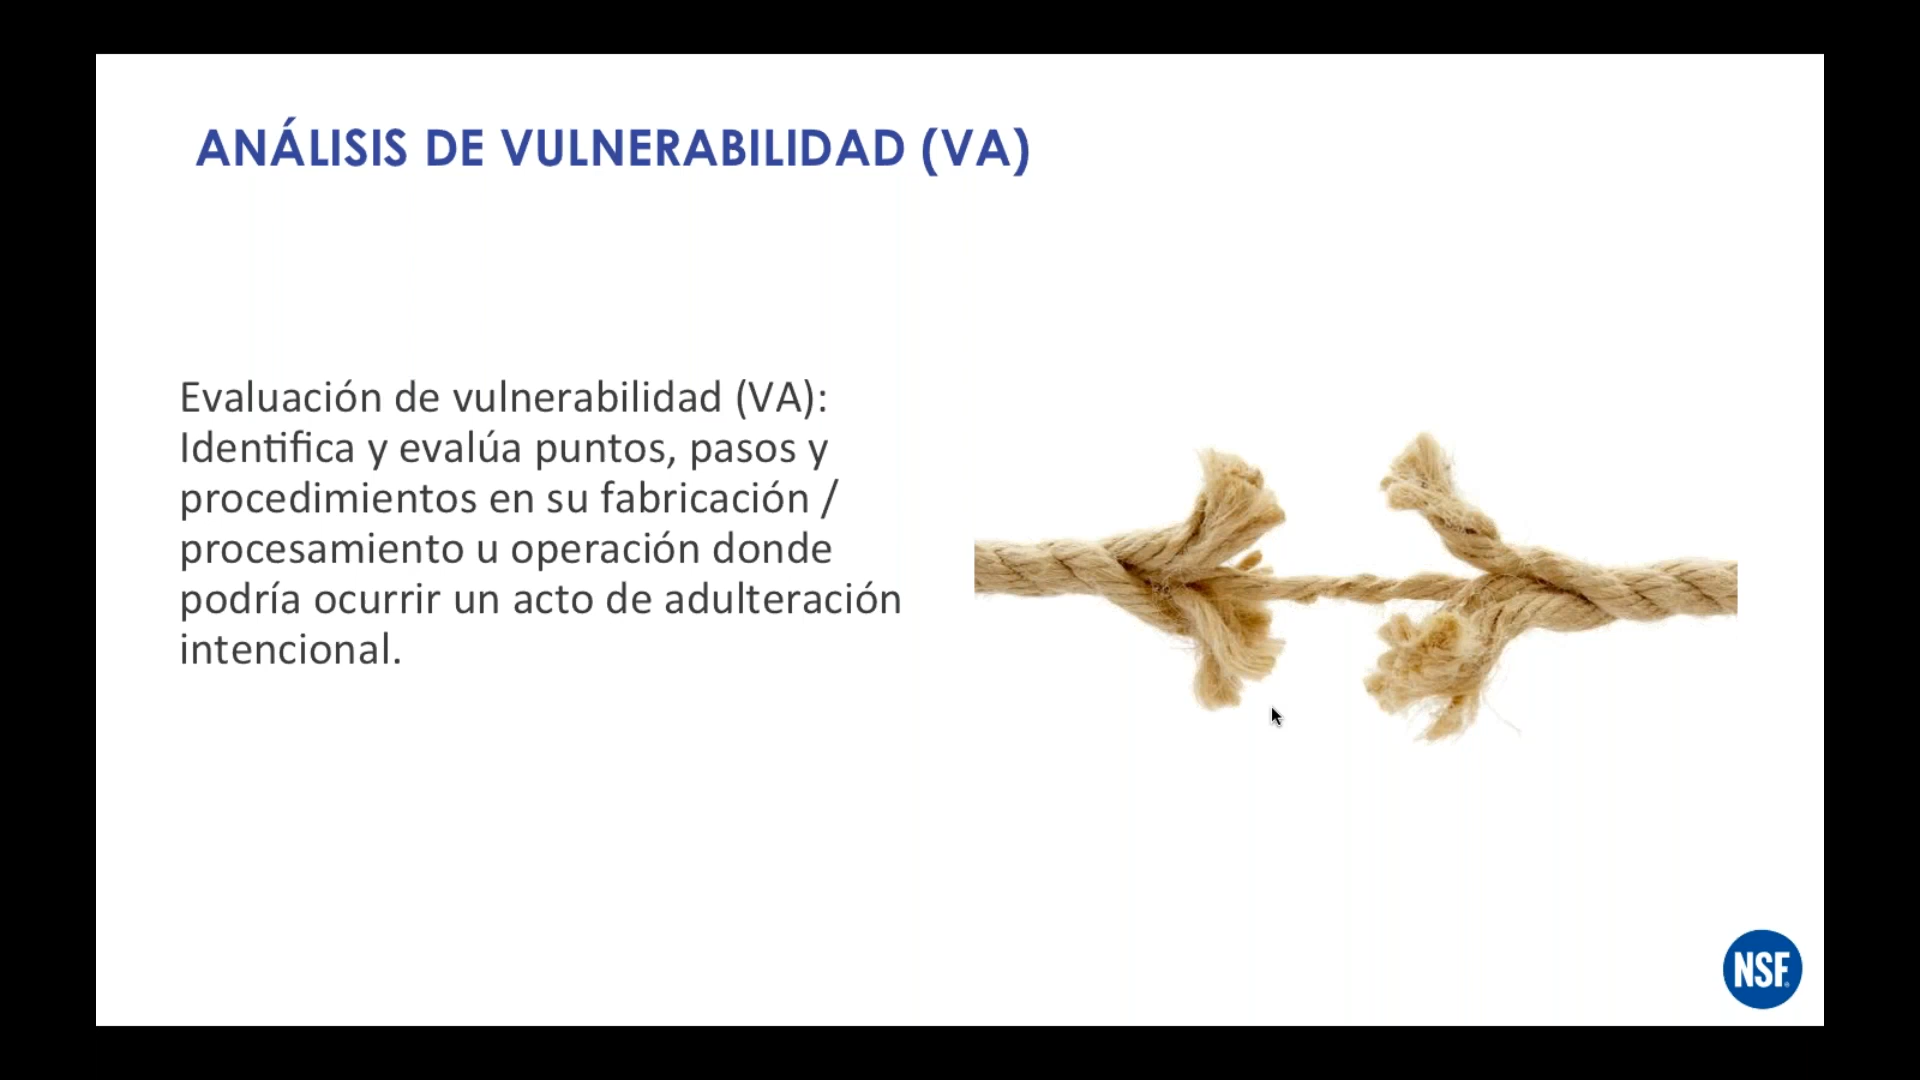 ANÁLISIS DE VULNERABILIDAD (VA)
Evaluación de vulnerabilidad (VA):
Identifica y evalúa puntos, pasos y
procedimientos en su fabricación /
procesamiento u operación donde
podría ocurrir un acto de adulteración
intencional.
NSF